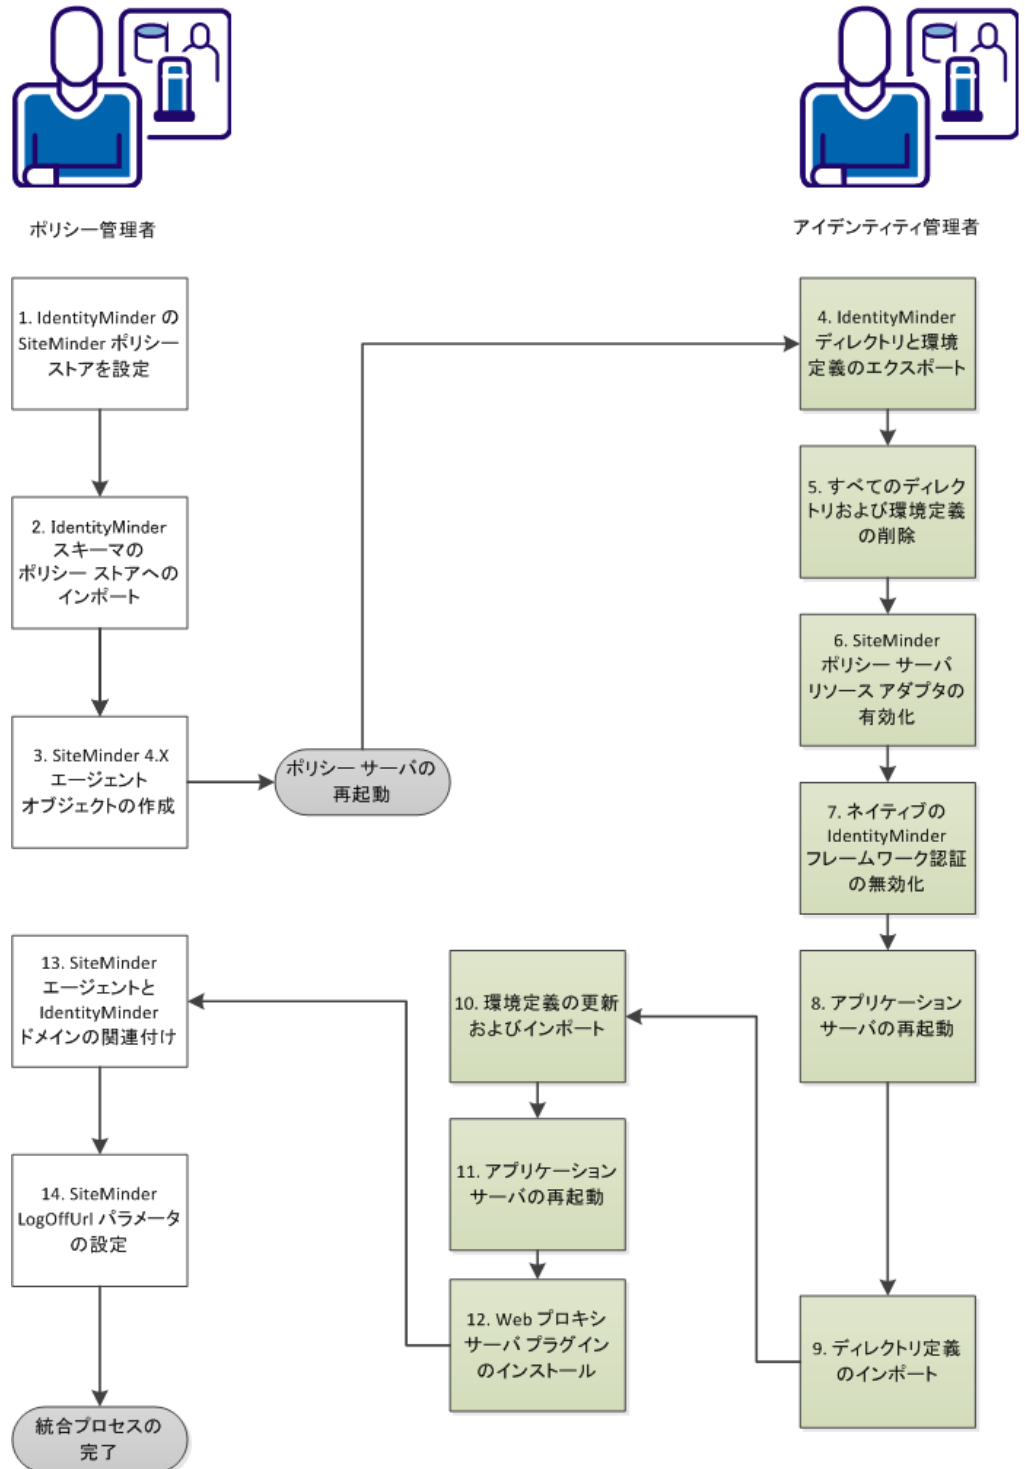 ポリシー管理者
アイデンティティ管理者
1. IdentityMinder の
SiteMinder ポリシー
ストアを設定
2. IdentityMinder
スキーマの
ポリシー ストアへの
インポート
3. SiteMinder 4.X
エージェント
オブジェクトの作成
ポリシー サーバの
再起動
4. IdentityMinder
ディレクトリと環境
定義のエクスポート
5. すべてのディレク
トリおよび環境定義
の削除
6. SiteMinder
ポリシー サーバ
リソース アダプタの
有効化
7. ネイティブの
IdentityMinder
フレームワーク認証
の無効化
8. アプリケーション
サーバの再起動
9. ディレクトリ定義
のインポート
10. 環境定義の更新
およびインポート
11. アプリケーション
サーバの再起動
12. Web プロキシ
サーバ プラグイン
のインストール
13. SiteMinder
エージェントと
IdentityMinder
ドメインの関連付け
14. SiteMinder
LogOffUrl パラメータ
の設定
統合プロセスの
完了